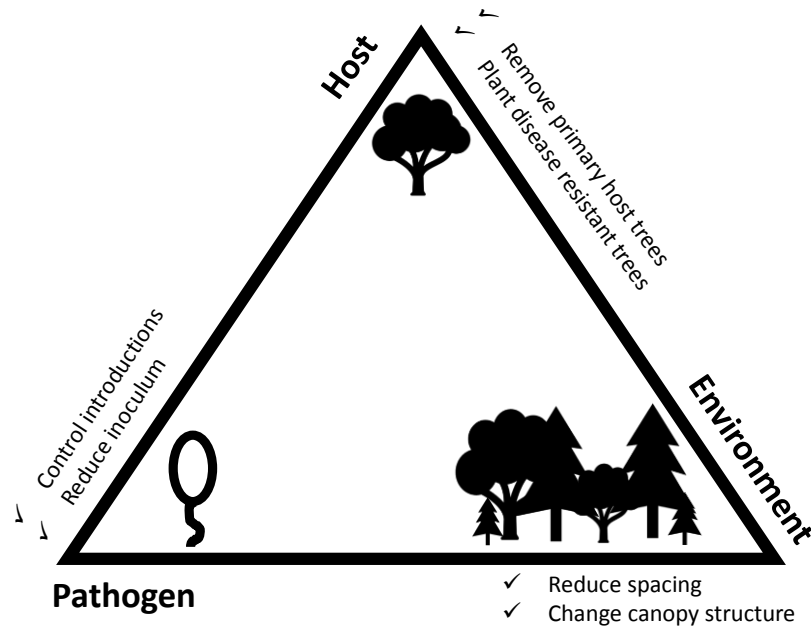 Host
✓ Remove primary host trees
✓ Plant disease resistant trees
✓ Control introductions
✓ Reduce inoculum
Environment
Pathogen
✓ Reduce spacing
✓ Change canopy structure